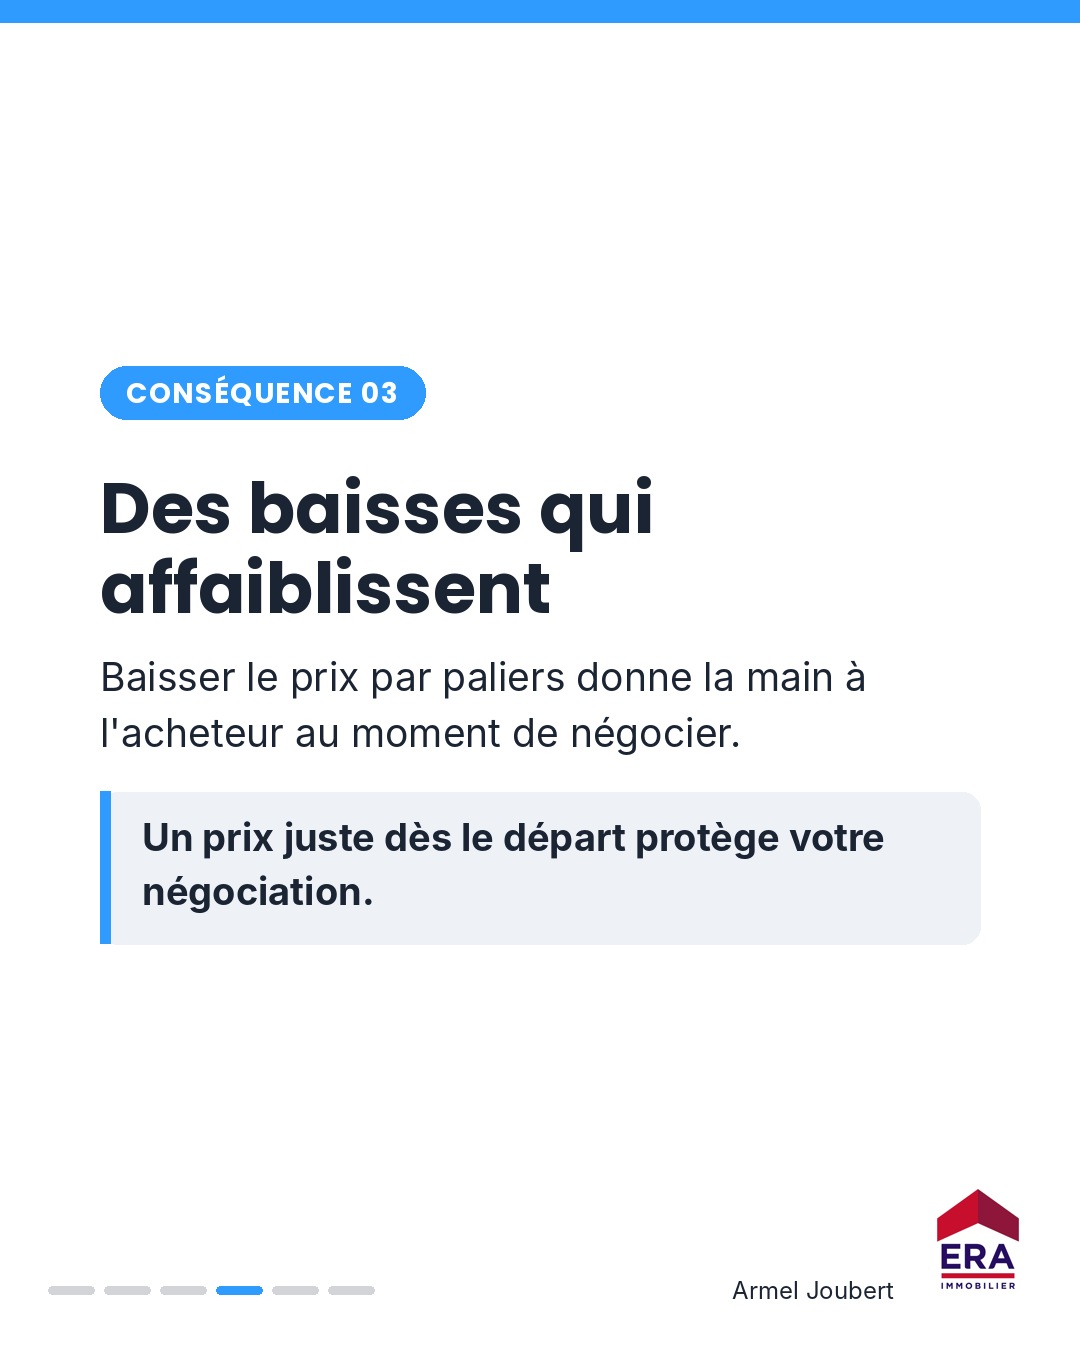 CONSÉQUENCE 03
Des baisses qui
affaiblissent
Baisser le prix par paliers donne la main à
l'acheteur au moment de négocier.
Un prix juste dès le départ protège votre
négociation.
Armel Joubert
ERA
IMMOBILIER